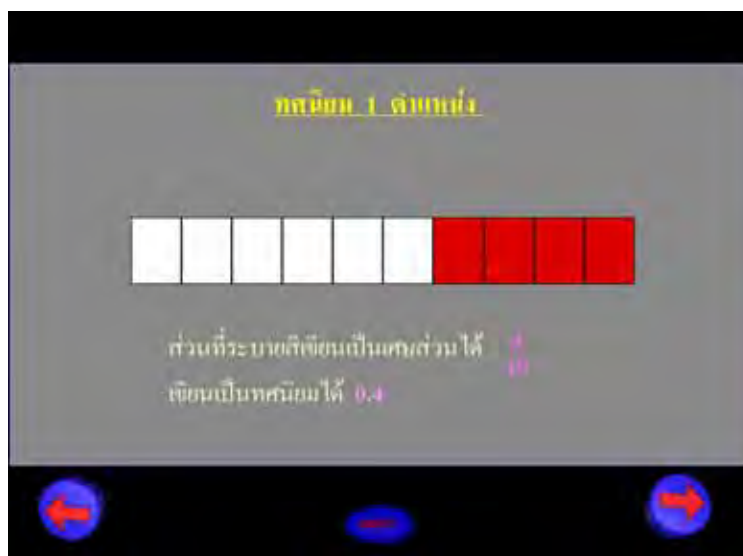 ทศนิยม 1 ตำแหน่ง
ส่วนที่ระบายสีเขียนเป็นเศษส่วนได้ 4
10
เขียนเป็นทศนิยมได้ 0.4